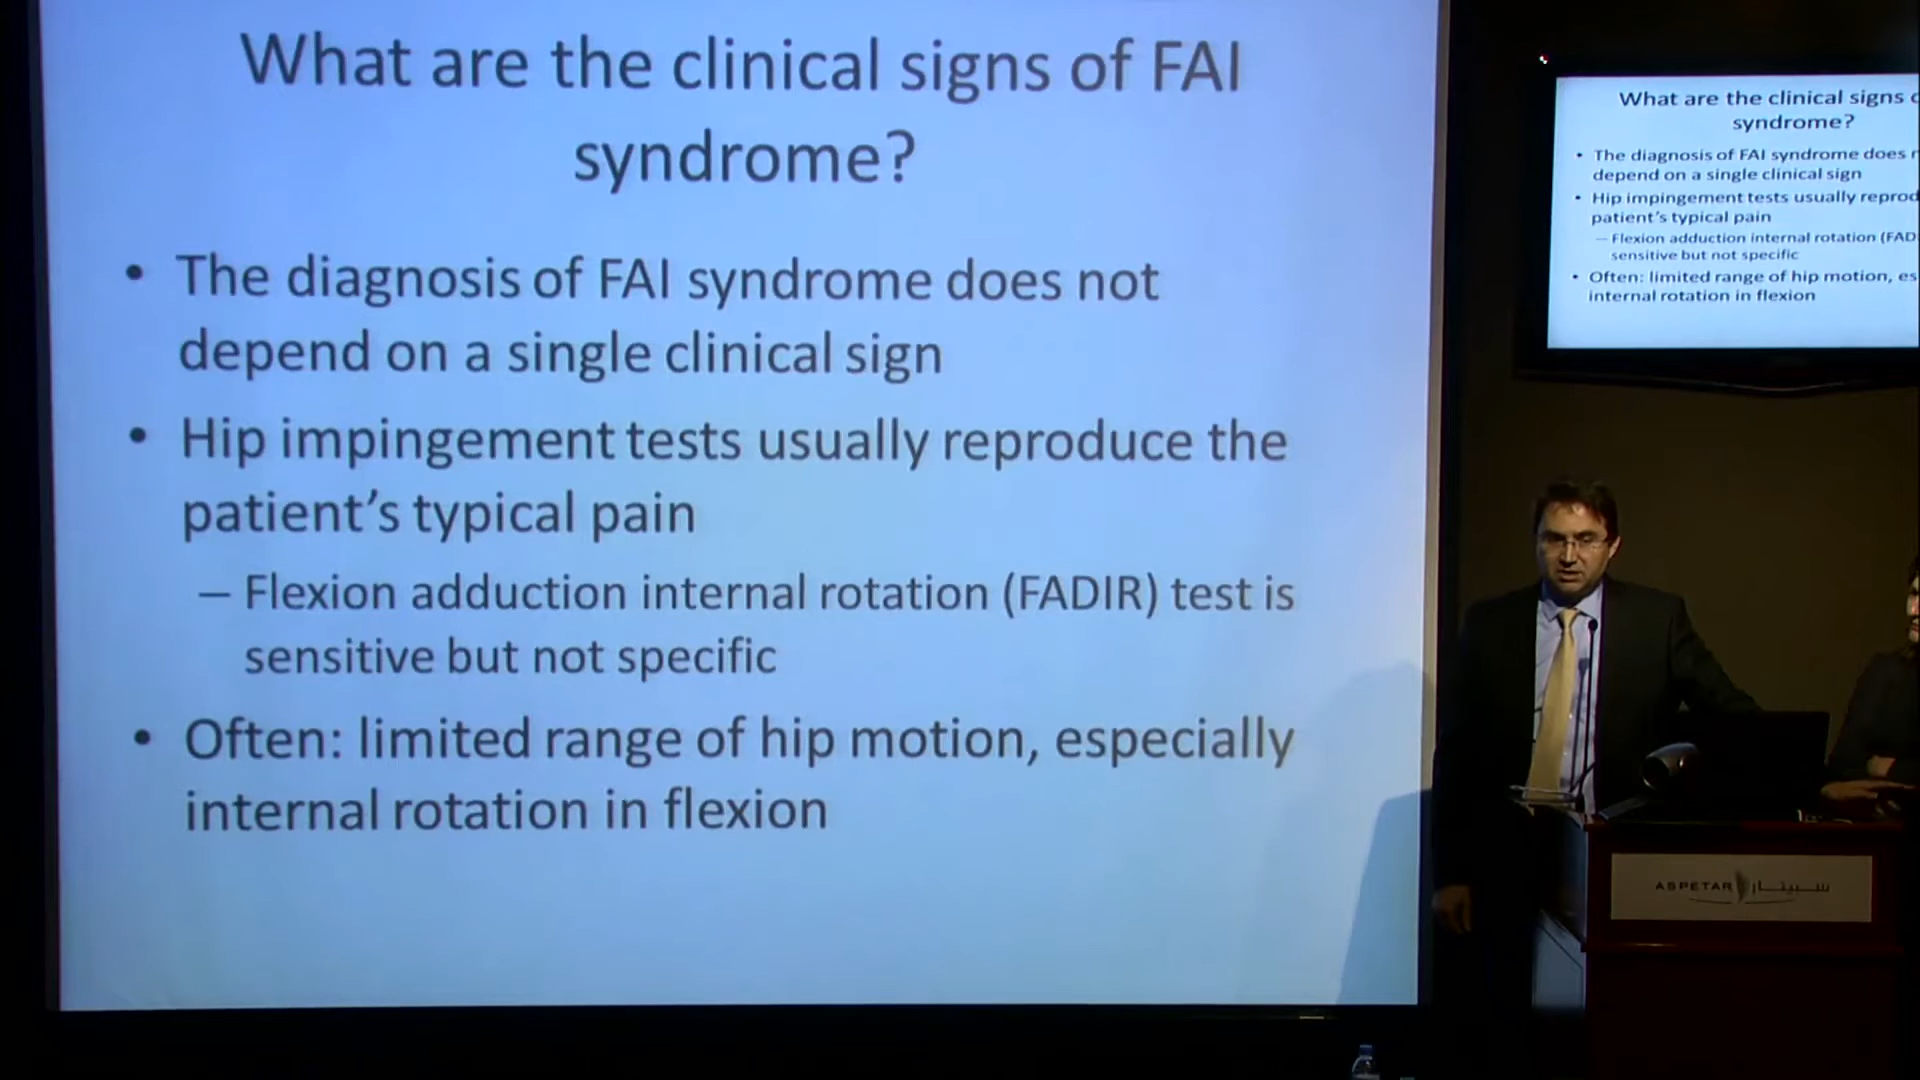 What are the clinical signs of FAI
syndrome?
• The diagnosis of FAI syndrome does not
depend on a single clinical sign
• Hip impingement tests usually reproduce the
patient's typical pain
– Flexion adduction internal rotation (FADIR) test is
sensitive but not specific
• Often: limited range of hip motion, especially
internal rotation in flexion
What are the clinical signs
syndrome?
• The diagnosis of FAI syndrome does
depend on a single clinical sign
• Hip impingement tests usually reprod
patient's typical pain
– Flexion adduction internal rotation (FAD
sensitive but not specific
• Often: limited range of hip motion, es
internal rotation in flexion
ASPETAR سبيتار